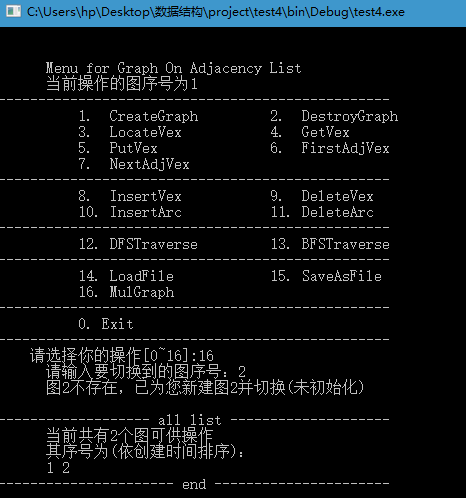 C:\Users\hp\Desktop\数据结构\project\test4\bin\Debug\test4.exe
Menu for Graph On Adjacency List
当前操作的图序号为1
-------------------------------------------------
1. CreateGraph 2. DestroyGraph
3. LocateVex 4. GetVex
5. PutVex 6. FirstAdjVex
7. NextAdjVex
-------------------------------------------------
8. InsertVex 9. DeleteVex
10. InsertArc 11. DeleteArc
-------------------------------------------------
12. DFSTraverse 13. BFSTraverse
-------------------------------------------------
14. LoadFile 15. SaveAsFile
16. MulGraph
-------------------------------------------------
0. Exit
-------------------------------------------------
请选择你的操作[0~16]:16
请输入要切换到的图序号: 2
图2不存在, 已为您新建图2并切换(未初始化)
------------------- all list --------------------
当前共有2个图可供操作
其序号为(依创建时间排序):
1 2
---------------------- end ----------------------